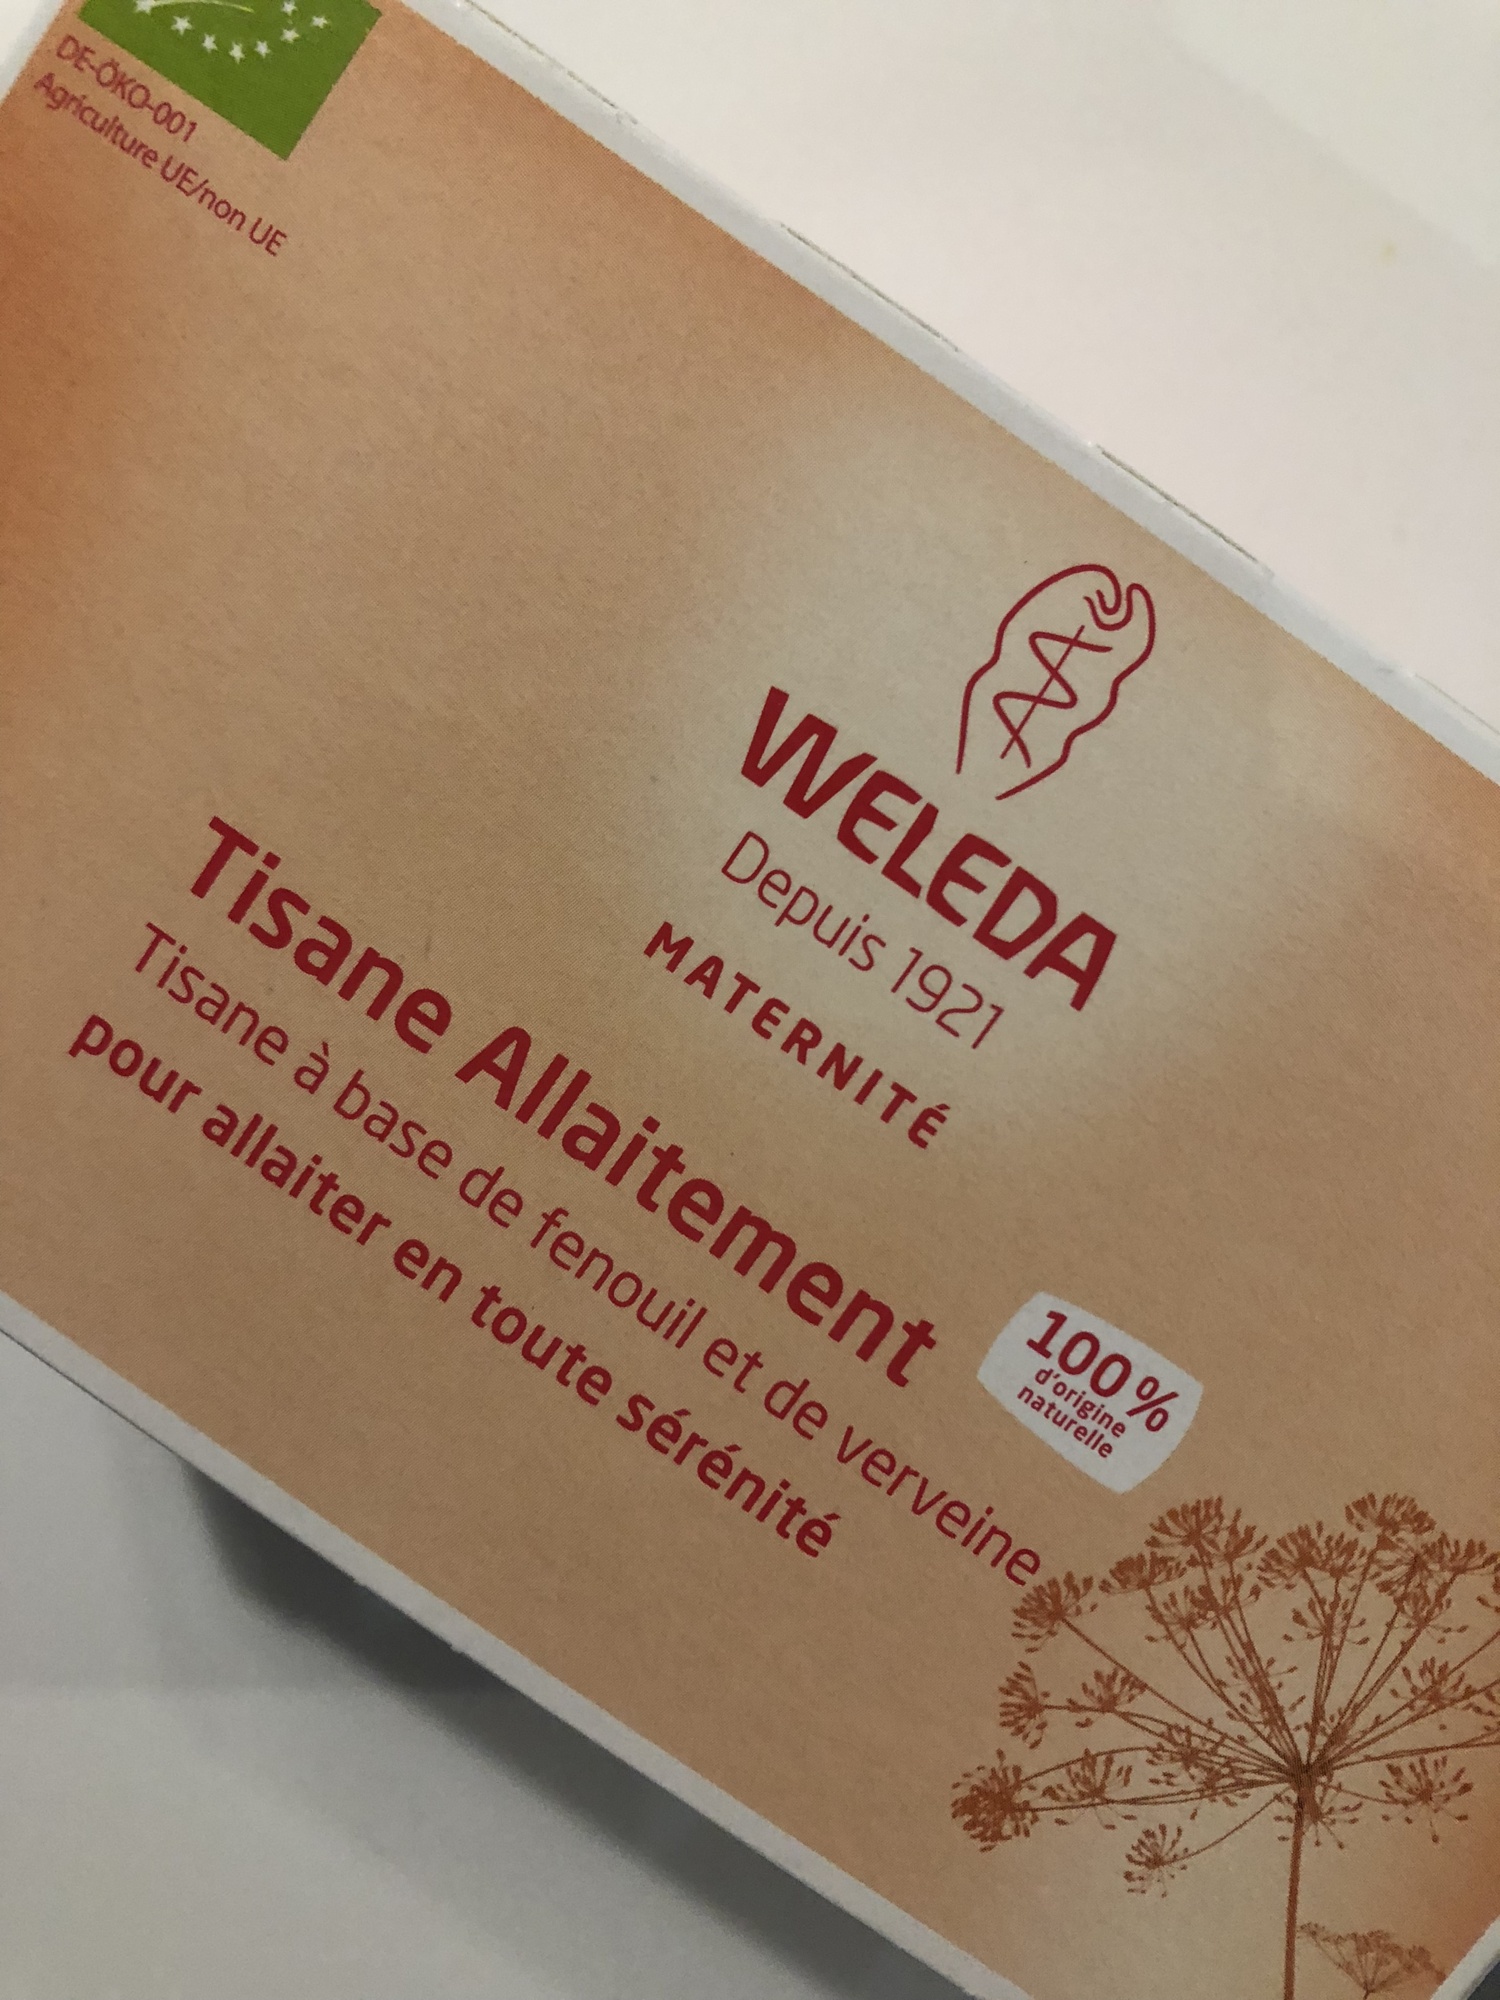 DE-ÖKO-001
Agriculture UE/non UE
WELEDA
Depuis 1921
MATERNITÉ
Tisane Allaitement
Tisane à base de fenouil et de verveine
pour allaiter en toute sérénité
100%
d'origine
naturelle